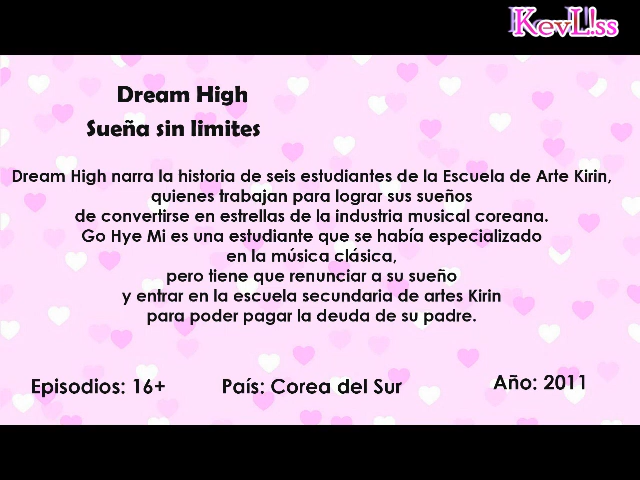 KevL!ss
Dream High
Sueña sin limites
Dream High narra la historia de seis estudiantes de la Escuela de Arte Kirin,
quienes trabajan para lograr sus sueños
de convertirse en estrellas de la industria musical coreana.
Go Hye Mi es una estudiante que se había especializado
en la música clásica,
pero tiene que renunciar a su sueño
y entrar en la escuela secundaria de artes Kirin
para poder pagar la deuda de su padre.
Episodios: 16+ País: Corea del Sur Año: 2011